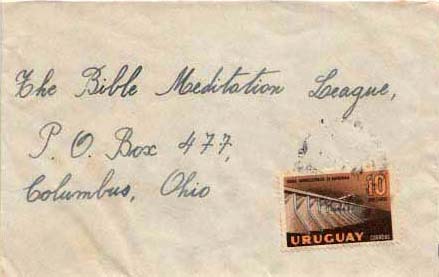 The Bible Meditation League,
P. O. Box 477,
Columbus, Ohio
10
URUGUAY
CORREOS